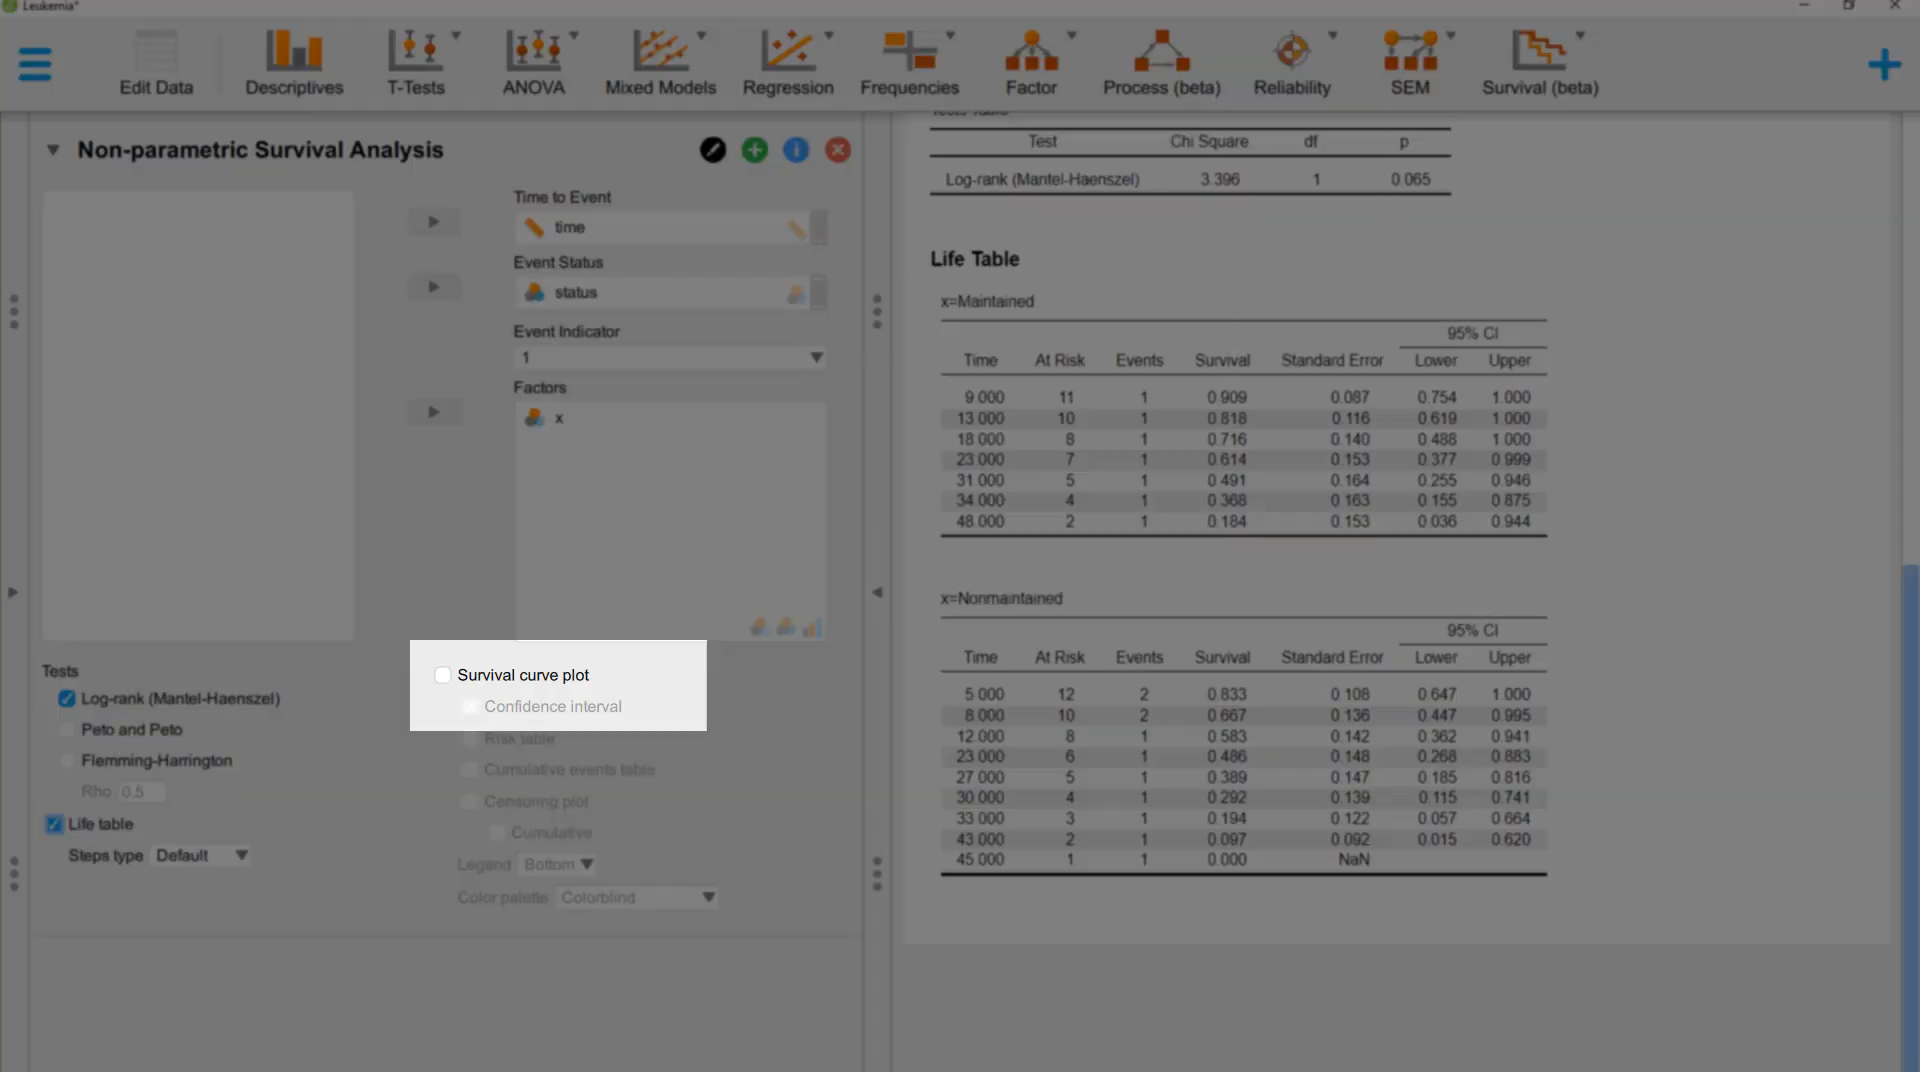 Leukemia*
Edit Data
Descriptives
T-Tests
ANOVA
Mixed Models
Regression
Frequencies
Factor
Process (beta)
Reliability
SEM
Survival (beta)
Non-parametric Survival Analysis
Time to Event
time
Event Status
status
Event Indicator
1
Factors
x
Tests
Log-rank (Mantel-Haenszel)
Peto and Peto
Flemming-Harrington
Rho 0.5
Life table
Steps type Default
Survival curve plot
Confidence interval
Risk table
Cumulative events table
Censoring plot
Cumulative
Legend Bottom
Color palette Colorblind
Tests Table
Test Chi Square df p
Log-rank (Mantel-Haenszel) 3.396 1 0.065
Life Table
x=Maintained
95% CI
Time At Risk Events Survival Standard Error Lower Upper
9.000 11 1 0.909 0.087 0.754 1.000
13.000 10 1 0.818 0.116 0.619 1.000
18.000 8 1 0.716 0.140 0.488 1.000
23.000 7 1 0.614 0.153 0.377 0.999
31.000 5 1 0.491 0.164 0.255 0.946
34.000 4 1 0.368 0.163 0.155 0.875
48.000 2 1 0.184 0.153 0.036 0.944
x=Nonmaintained
95% CI
Time At Risk Events Survival Standard Error Lower Upper
5.000 12 2 0.833 0.108 0.647 1.000
8.000 10 2 0.667 0.136 0.447 0.995
12.000 8 1 0.583 0.142 0.362 0.941
23.000 6 1 0.486 0.148 0.268 0.883
27.000 5 1 0.389 0.147 0.185 0.816
30.000 4 1 0.292 0.139 0.115 0.741
33.000 3 1 0.194 0.122 0.057 0.664
43.000 2 1 0.097 0.092 0.015 0.620
45.000 1 1 0.000 NaN